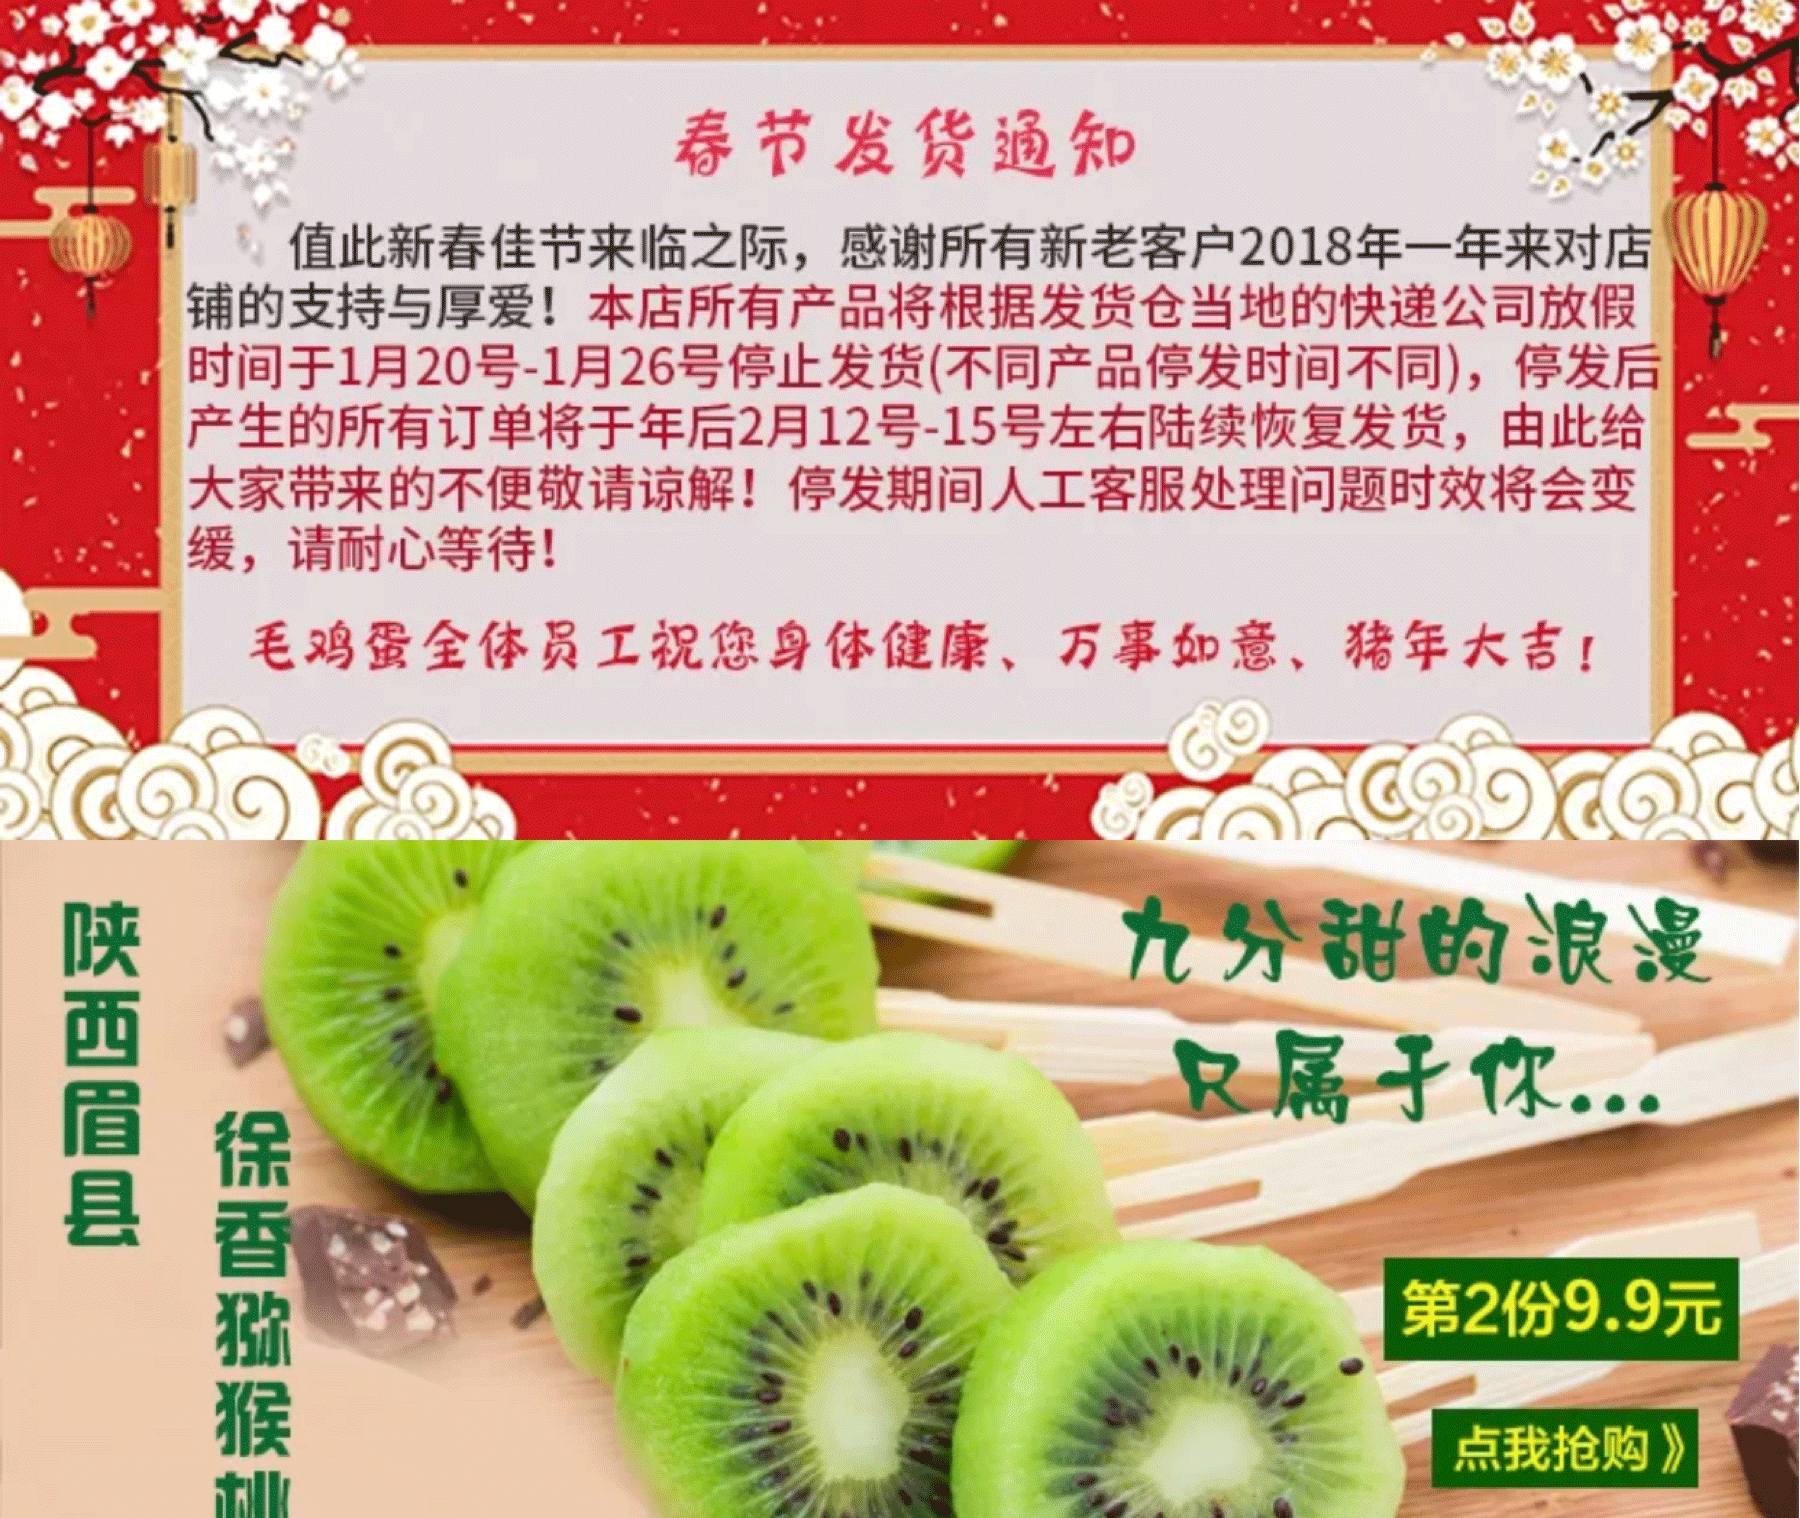 春节发货通知
值此新春佳节来临之际，感谢所有新老客户2018年一年来对店
铺的支持与厚爱！本店所有产品将根据发货仓当地的快递公司放假
时间于1月20号-1月26号停止发货(不同产品停发时间不同)，停发后
产生的所有订单将于年后2月12号-15号左右陆续恢复发货，由此给
大家带来的不便敬请谅解！停发期间人工客服处理问题时效将会变
缓，请耐心等待！
毛鸡蛋全体员工祝您身体健康、万事如意、猪年大吉！
陕西眉县
徐香猕猴桃
九分甜的浪漫
只属于你...
第2份9.9元
点我抢购》